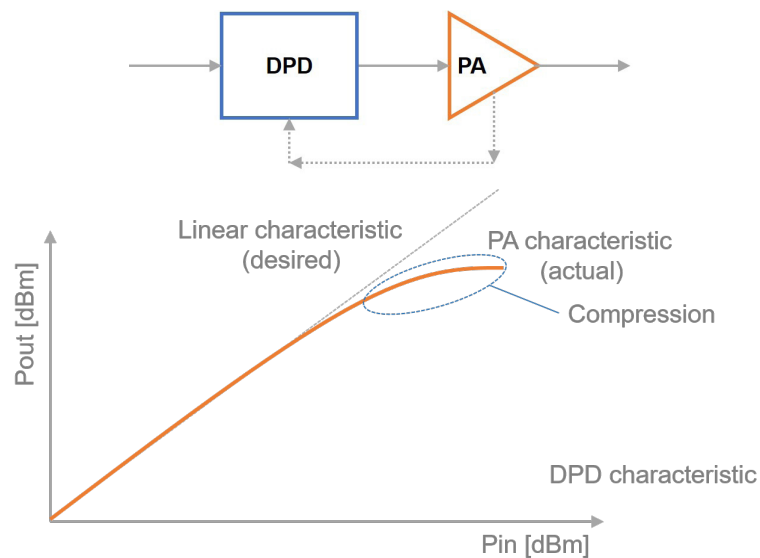 DPD
PA
Linear characteristic
(desired)
PA characteristic
(actual)
Compression
Pout [dBm]
DPD characteristic
Pin [dBm]